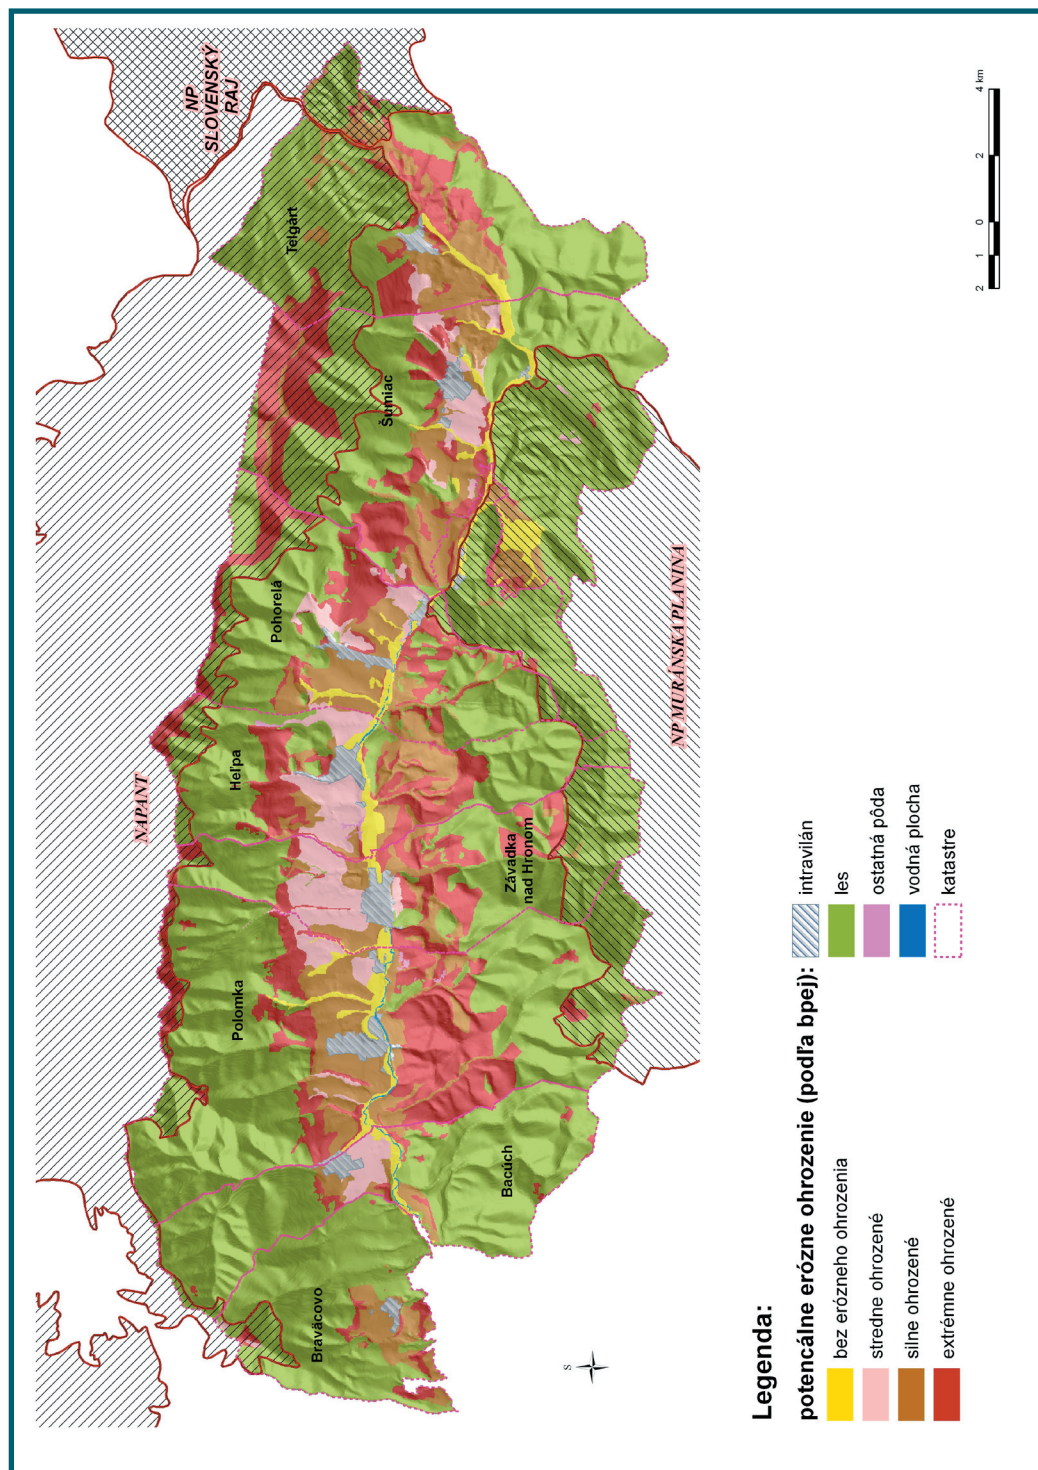 NP
SLOVENSKÝ
RAJ
Telgárt
Šumiac
Pohorelá
Heľpa
NAPANT
Závadka
nad Hronom
NP MURÁNSKA PLANINA
Polomka
Bacúch
Braväcovo
S
2 1 0 2 4 km
Legenda:
potencálne erózne ohrozenie (podľa bpej):
bez erózneho ohrozenia
stredne ohrozené
silne ohrozené
extrémne ohrozené
intravilán
les
ostatná pôda
vodná plocha
katastre